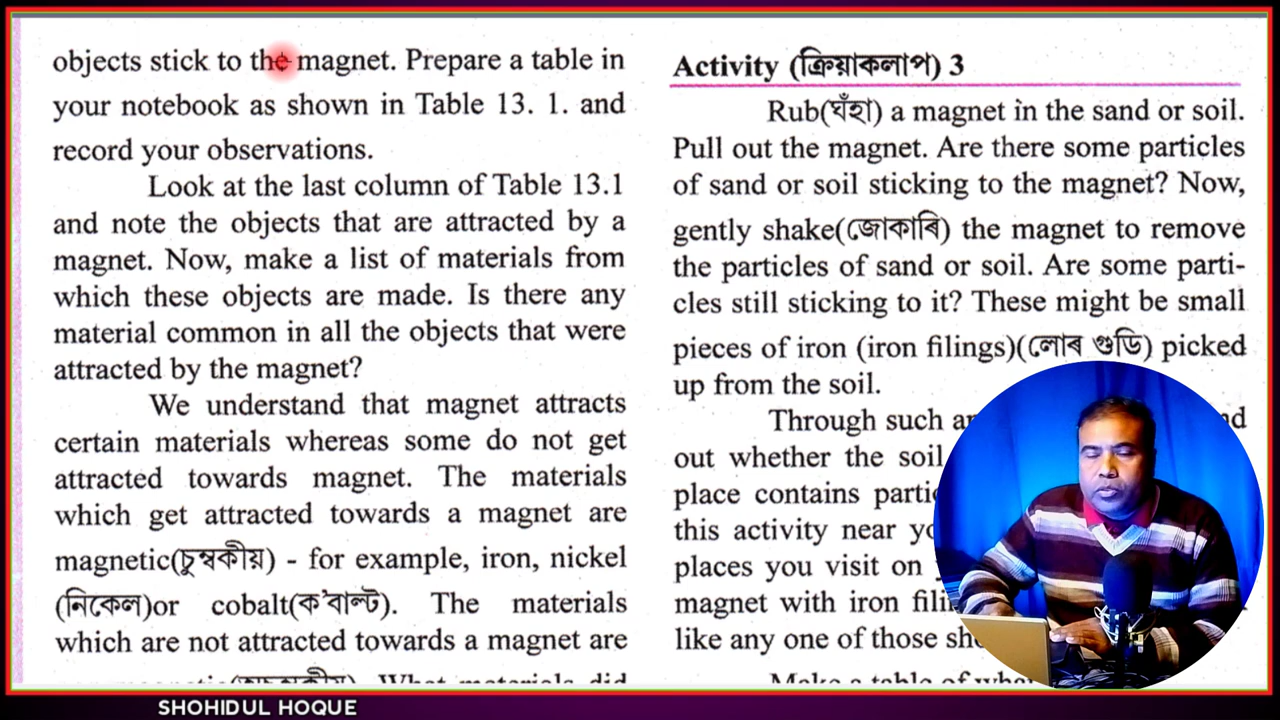 objects stick to the magnet. Prepare a table in
your notebook as shown in Table 13. 1. and
record your observations.
Look at the last column of Table 13.1
and note the objects that are attracted by a
magnet. Now, make a list of materials from
which these objects are made. Is there any
material common in all the objects that were
attracted by the magnet?
We understand that magnet attracts
certain materials whereas some do not get
attracted towards magnet. The materials
which get attracted towards a magnet are
magnetic(চুম্বকীয়) - for example, iron, nickel
(নিকেল)or cobalt(ক'বাল্ট). The materials
which are not attracted towards a magnet are
What materials did
Activity (ক্ৰিয়াকলাপ) 3
Rub(ঘঁহা) a magnet in the sand or soil.
Pull out the magnet. Are there some particles
of sand or soil sticking to the magnet? Now,
gently shake(জোকাৰি) the magnet to remove
the particles of sand or soil. Are some parti-
cles still sticking to it? These might be small
pieces of iron (iron filings)(লোৰ গুড়ি) picked
up from the soil.
Through such
out whether the soil
place contains
this activity near
places you visit on
magnet with iron
like any one of those
Make a table of
SHOHIDUL HOQUE